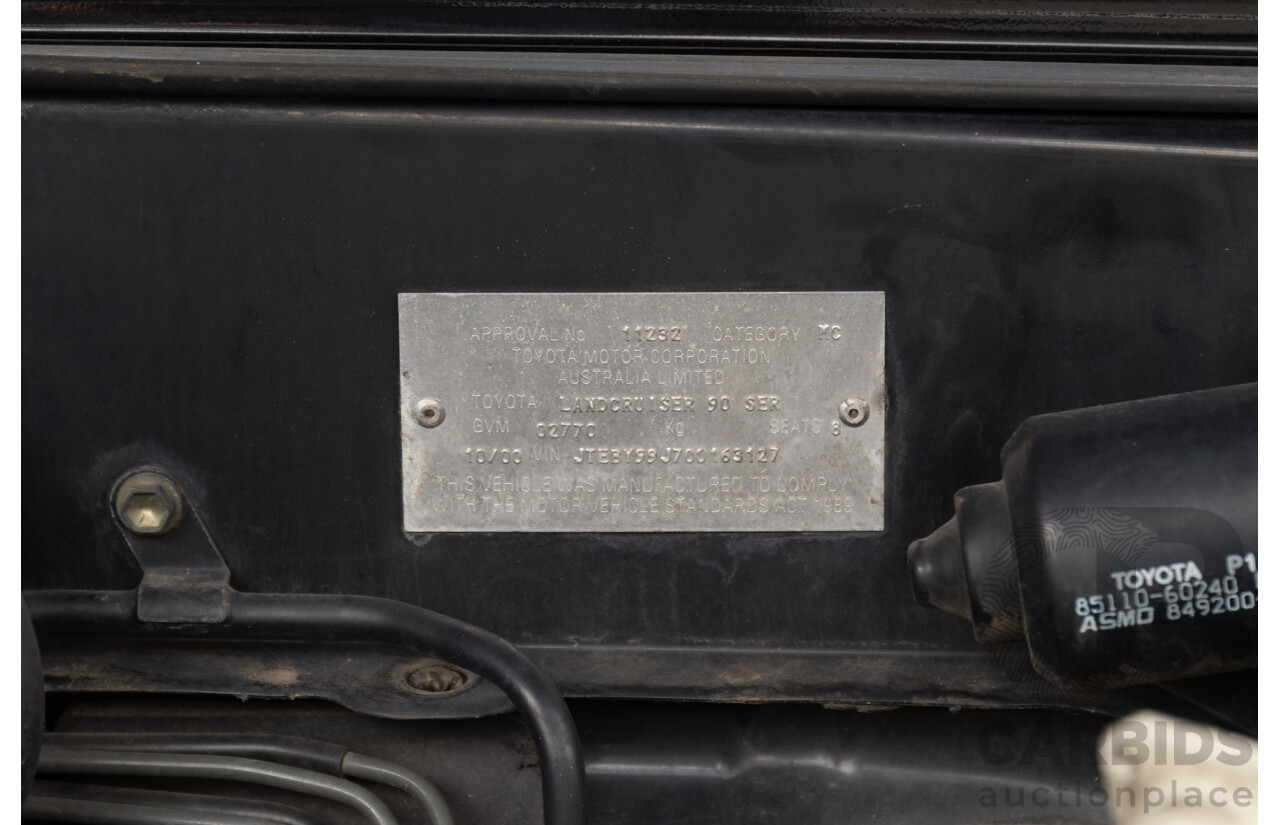 APPROVAL No 11232 CATEGORY MC
TOYOTA MOTOR CORPORATION
AUSTRALIA LIMITED
TOYOTA LANDCRUISER 90 SER
GVM 02770 Kg SEATS 8
10/00 VIN JTEBY99J700163127
THIS VEHICLE WAS MANUFACTURED TO COMPLY
WITH THE MOTOR VEHICLE STANDARDS ACT 1989
TOYOTA P1
85110-60240
ASMO 849200-
CARBIDS
auctionplace